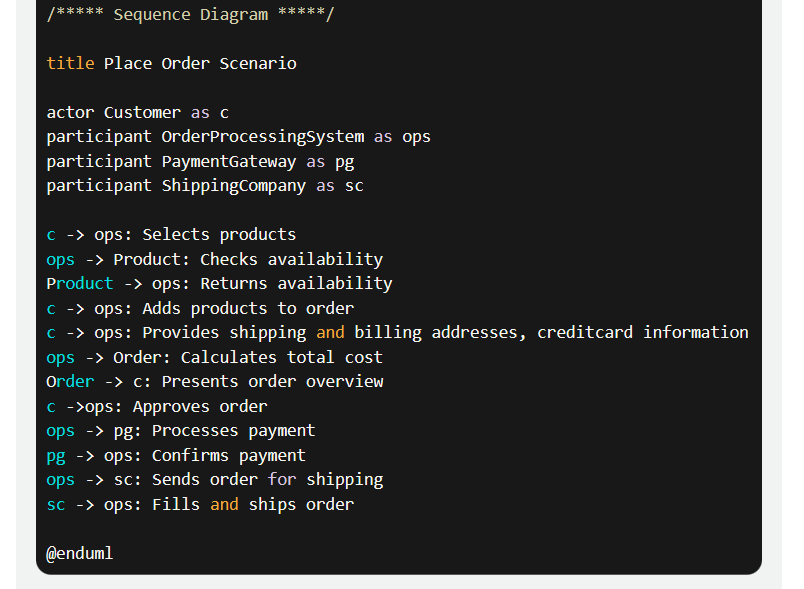 /***** Sequence Diagram *****/
title Place Order Scenario
actor Customer as c
participant OrderProcessingSystem as ops
participant PaymentGateway as pg
participant ShippingCompany as sc
c -> ops: Selects products
ops -> Product: Checks availability
Product -> ops: Returns availability
c -> ops: Adds products to order
c -> ops: Provides shipping and billing addresses, creditcard information
ops -> Order: Calculates total cost
Order -> c: Presents order overview
c ->ops: Approves order
ops -> pg: Processes payment
pg -> ops: Confirms payment
ops -> sc: Sends order for shipping
sc -> ops: Fills and ships order
@enduml